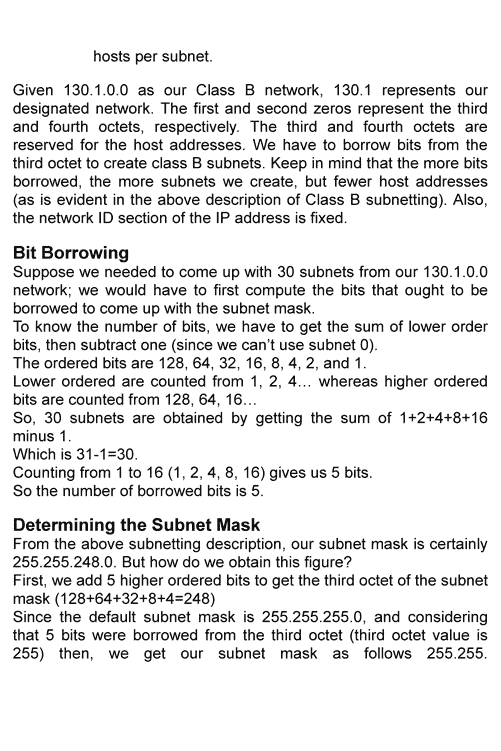 hosts per subnet.
Given 130.1.0.0 as our Class B network, 130.1 represents our
designated network. The first and second zeros represent the third
and fourth octets, respectively. The third and fourth octets are
reserved for the host addresses. We have to borrow bits from the
third octet to create class B subnets. Keep in mind that the more bits
borrowed, the more subnets we create, but fewer host addresses
(as is evident in the above description of Class B subnetting). Also,
the network ID section of the IP address is fixed.
Bit Borrowing
Suppose we needed to come up with 30 subnets from our 130.1.0.0
network; we would have to first compute the bits that ought to be
borrowed to come up with the subnet mask.
To know the number of bits, we have to get the sum of lower order
bits, then subtract one (since we can't use subnet 0).
The ordered bits are 128, 64, 32, 16, 8, 4, 2, and 1.
Lower ordered are counted from 1, 2, 4… whereas higher ordered
bits are counted from 128, 64, 16…
So, 30 subnets are obtained by getting the sum of 1+2+4+8+16
minus 1.
Which is 31-1=30.
Counting from 1 to 16 (1, 2, 4, 8, 16) gives us 5 bits.
So the number of borrowed bits is 5.
Determining the Subnet Mask
From the above subnetting description, our subnet mask is certainly
255.255.248.0. But how do we obtain this figure?
First, we add 5 higher ordered bits to get the third octet of the subnet
mask (128+64+32+8+4=248)
Since the default subnet mask is 255.255.255.0, and considering
that 5 bits were borrowed from the third octet (third octet value is
255) then, we get our subnet mask as follows 255.255.